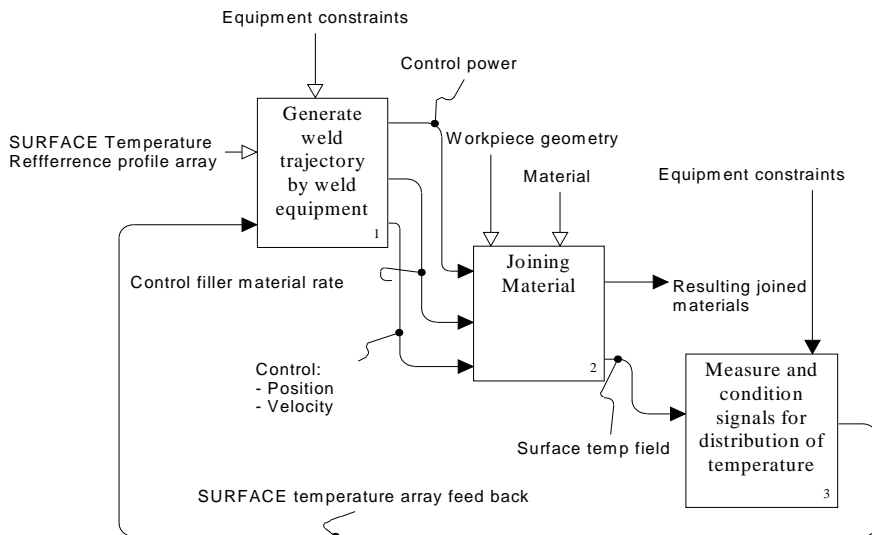 Equipment constraints
Control power
Generate
weld
trajectory
by weld
equipment
1
SURFACE Temperature
Reffferrence profile array
Workpiece geometry
Material
Equipment constraints
Joining
Material
2
Control filler material rate
Resulting joined
materials
Control:
- Position
- Velocity
Measure and
condition
signals for
distribution of
temperature
3
Surface temp field
SURFACE temperature array feed back